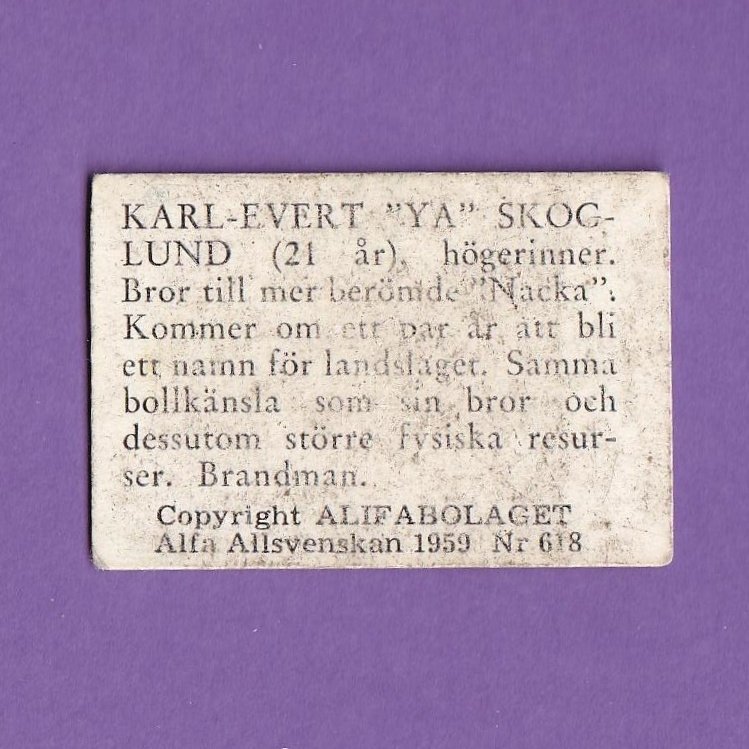 KARL-EVERT "YA" SKOG-
LUND (21 år), högerinner.
Bror till mer berömde "Nacka".
Kommer om ett par år att bli
ett namn för landslaget. Samma
bollkänsla som sin bror och
dessutom större fysiska resur-
ser. Brandman.
Copyright ALIFABOLAGET
Alfa Allsvenskan 1959 Nr 618